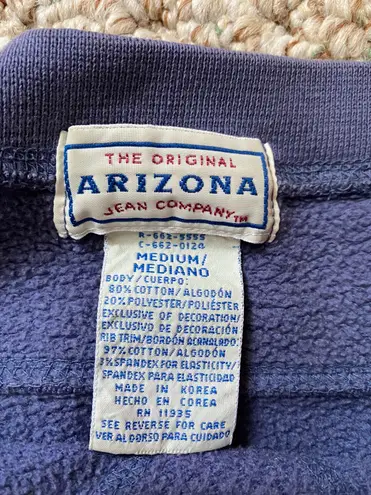 THE ORIGINAL
ARIZONA
JEAN COMPANY TM
R-662-5555
C-662-0124
MEDIUM/
MEDIANO
BODY/CUERPO:
80% COTTON/ALGODÓN
20% POLYESTER/POLIÉSTER
EXCLUSIVE OF DECORATION/
EXCLUSIVO DE DECORACIÓN
RIB TRIM/BORDÓN ACANALADO:
97% COTTON/ALGODÓN
3% SPANDEX FOR ELASTICITY/
SPANDEX PARA ELASTICIDAD
MADE IN KOREA
HECHO EN COREA
RN 11935
SEE REVERSE FOR CARE
VER AL DORSO PARA CUIDADO